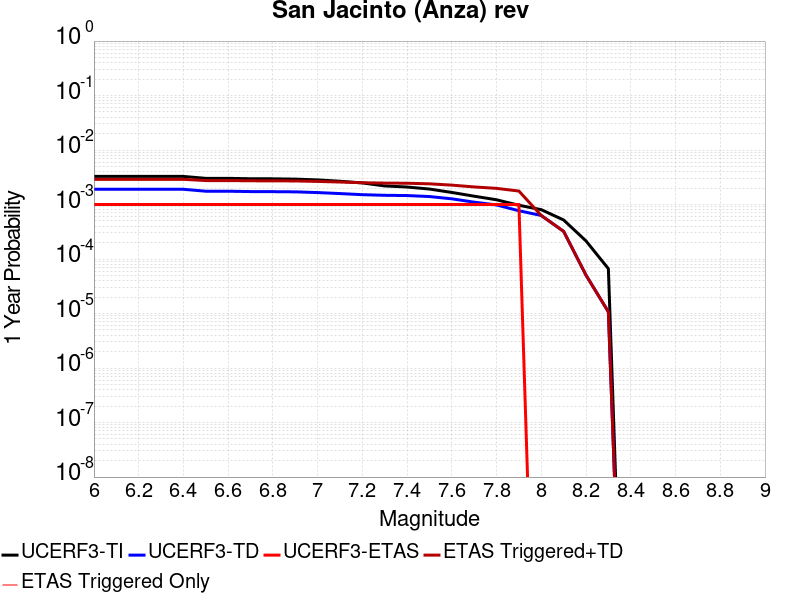 San Jacinto (Anza) rev
10^0
10^-1
10^-2
10^-3
10^-4
10^-5
10^-6
10^-7
10^-8
1 Year Probability
6 6.2 6.4 6.6 6.8 7 7.2 7.4 7.6 7.8 8 8.2 8.4 8.6 8.8 9
Magnitude
UCERF3-TI UCERF3-TD UCERF3-ETAS ETAS Triggered+TD
ETAS Triggered Only